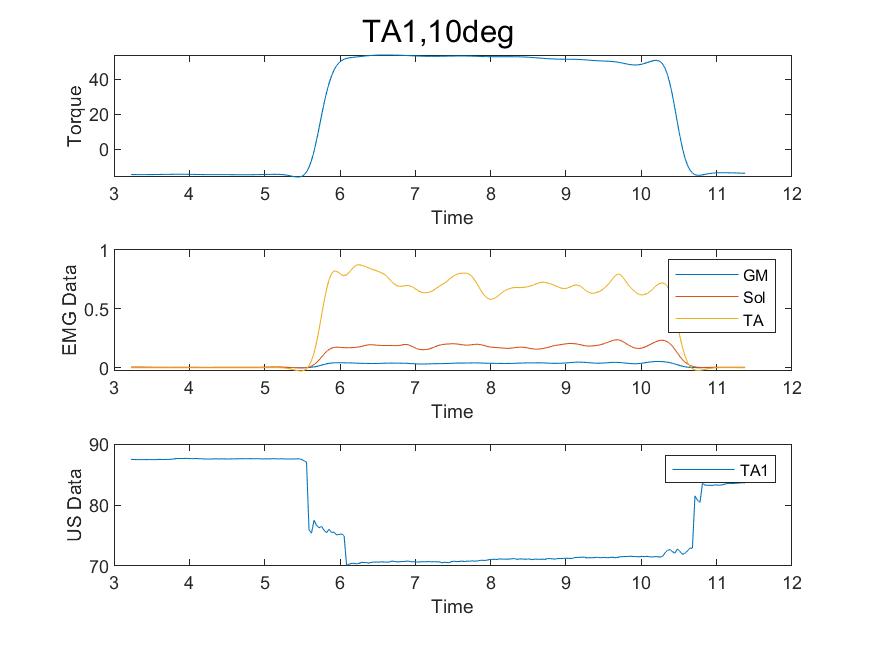 TA1,10deg
40
20
0
Torque
3 4 5 6 7 8 9 10 11 12
Time
1
0.5
0
EMG Data
GM
Sol
TA
3 4 5 6 7 8 9 10 11 12
Time
90
80
70
US Data
TA1
3 4 5 6 7 8 9 10 11 12
Time